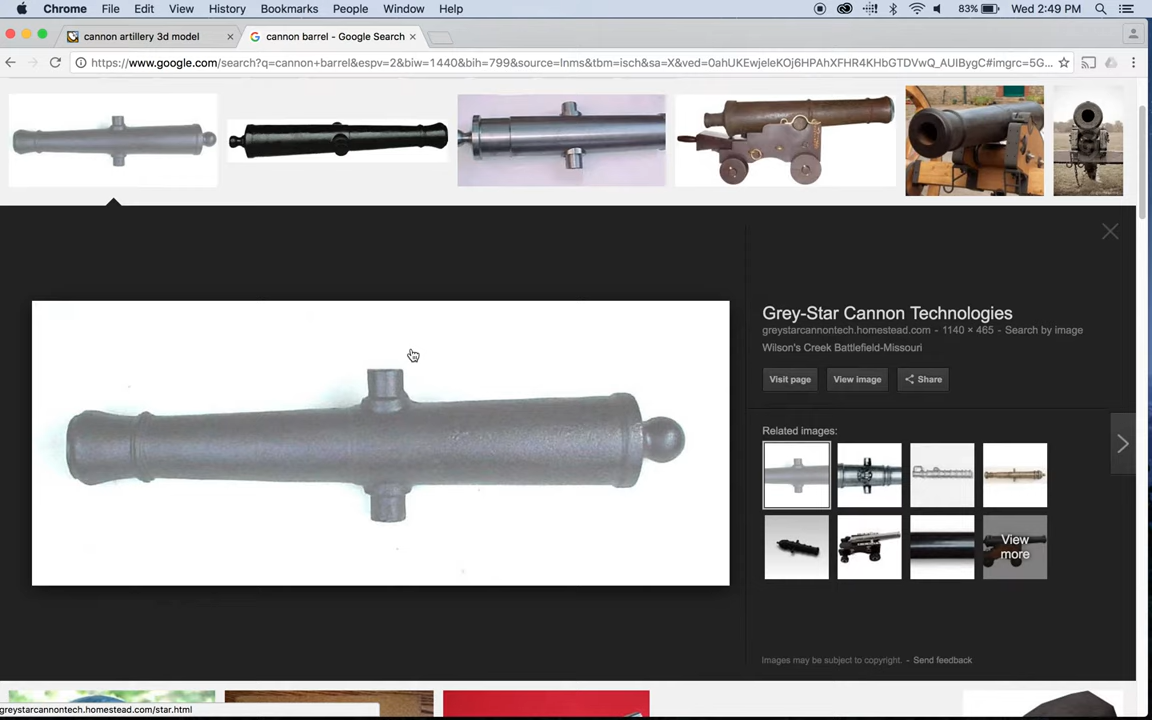 Chrome File Edit View History Bookmarks People Window Help 83% Wed 2:49 PM
cannon artillery 3d model cannon barrel - Google Search
https://www.google.com/search?q=cannon+barrel&espv=2&biw=1440&bih=799&source=lnms&tbm=isch&sa=X&ved=0ahUKEwjeleKOj6HPAhXFHR4KHbGTDVwQ_AUIBygC#imgrc=5G...
Grey-Star Cannon Technologies
greystarcannontech.homestead.com - 1140 × 465 - Search by image
Wilson's Creek Battlefield-Missouri
Visit page View image Share
Related images:
View
more
Images may be subject to copyright. - Send feedback
greystarcannontech.homestead.com/star.html